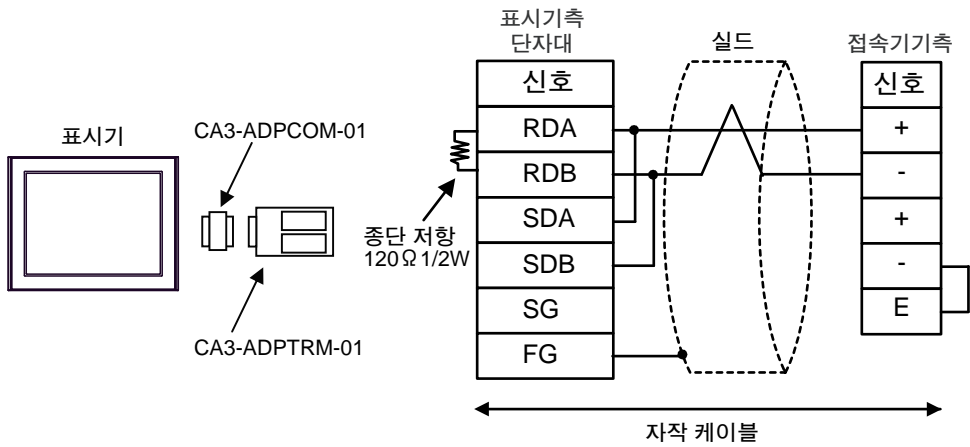 표시기
CA3-ADPCOM-01
CA3-ADPTRM-01
종단 저항
120Ω 1/2W
표시기측
단자대
신호
RDA
RDB
SDA
SDB
SG
FG
실드
접속기기측
신호
+
-
+
-
E
자작 케이블